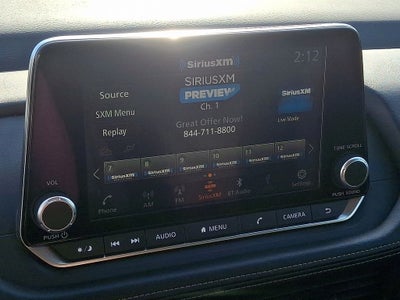 SiriusXM
2:12
SIRIUSXM
PREVIEW
Ch. 1
Source
SiriusXM
SXM Menu
Great Offer Now!
Live Mode
Replay
844-711-8800
7 8 9 10 11 12
SiriusXM SiriusXM SiriusXM SiriusXM SiriusXM SiriusXM
Phone AM FM SiriusXM BT Audio Settings
VOL
TUNE·SCROLL
PUSH
PUSH SOUND
AUDIO
MENU
CAMERA